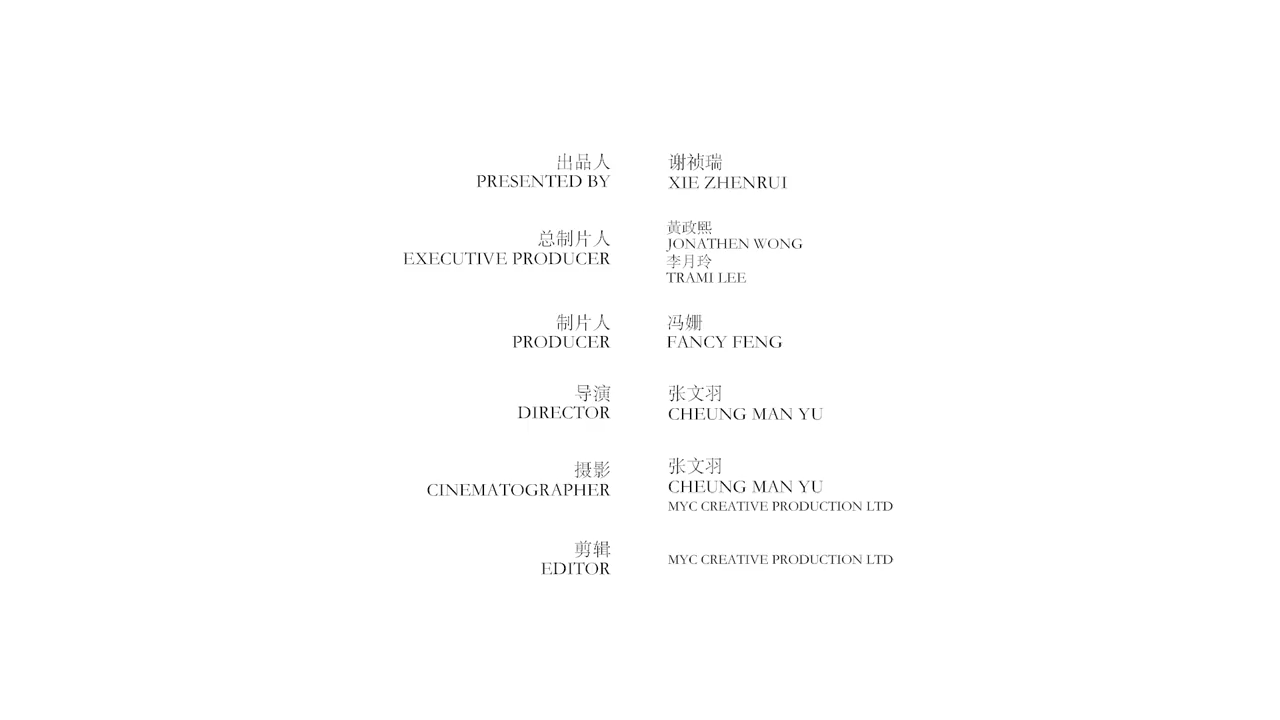 出品人
PRESENTED BY
谢祯瑞
XIE ZHENRUI
总制片人
EXECUTIVE PRODUCER
黃政熙
JONATHEN WONG
李月玲
TRAMI LEE
制片人
PRODUCER
冯姗
FANCY FENG
导演
DIRECTOR
张文羽
CHEUNG MAN YU
摄影
CINEMATOGRAPHER
张文羽
CHEUNG MAN YU
MYC CREATIVE PRODUCTION LTD
剪辑
EDITOR
MYC CREATIVE PRODUCTION LTD